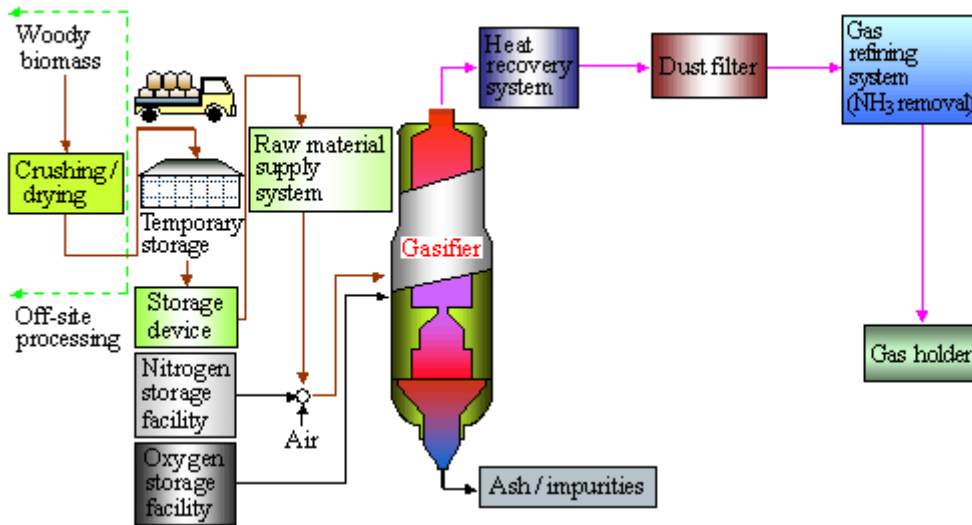 Woody
biomass
Crushing /
drying
Off-site
processing
Temporary
storage
Storage
device
Nitrogen
storage
facility
Oxygen
storage
facility
Raw material
supply
system
Air
Gasifier
Ash / impurities
Heat
recovery
system
Dust filter
Gas
refining
system
(NH₃ removal)
Gas holder